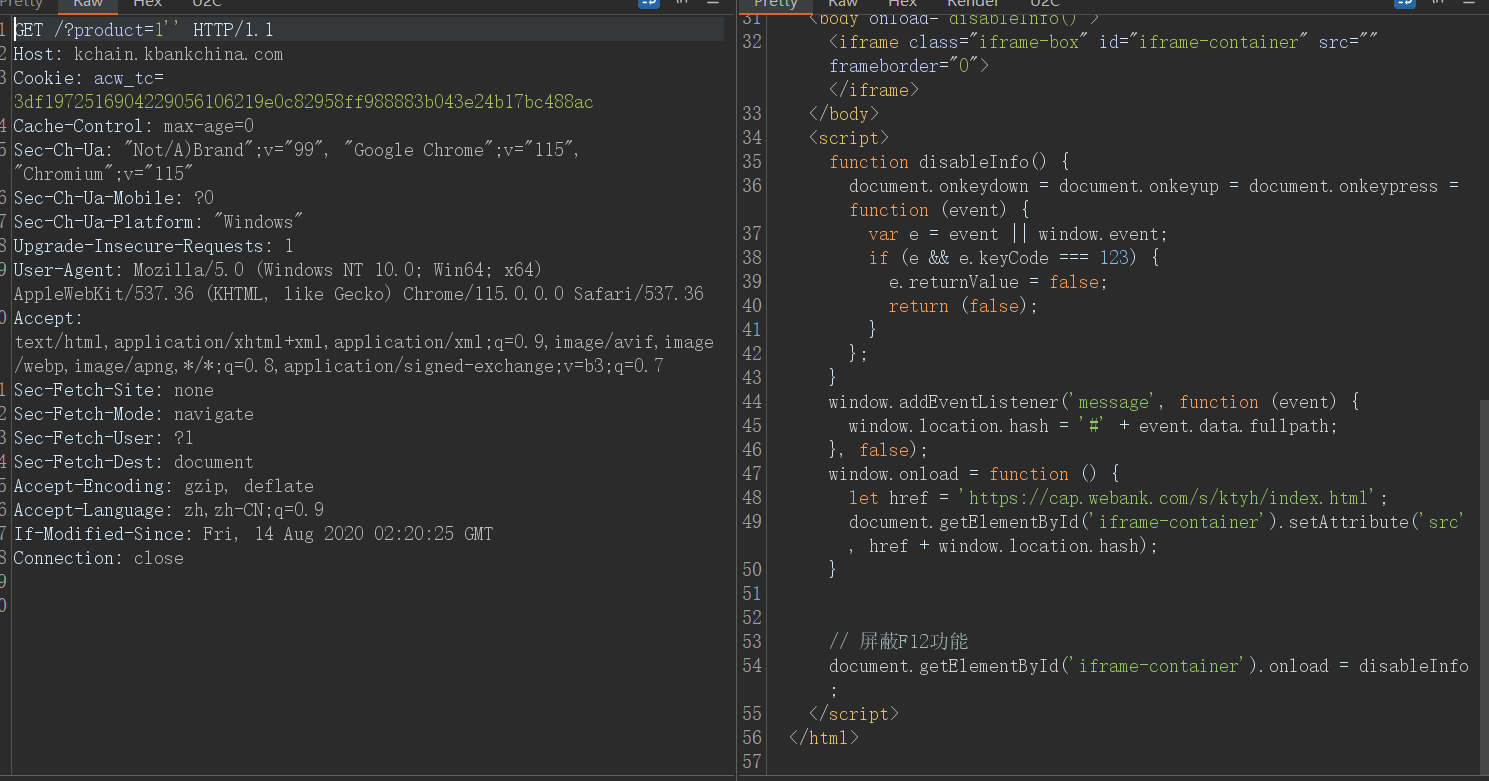 Pretty Raw Hex U2C
1 GET /?product=1'' HTTP/1.1
2 Host: kchain.kbankchina.com
3 Cookie: acw_tc=
3df1972516904229056106219e0c82958ff988883b043e24b17bc488ac
4 Cache-Control: max-age=0
5 Sec-Ch-Ua: "Not/A)Brand";v="99", "Google Chrome";v="115",
"Chromium";v="115"
6 Sec-Ch-Ua-Mobile: ?0
7 Sec-Ch-Ua-Platform: "Windows"
8 Upgrade-Insecure-Requests: 1
9 User-Agent: Mozilla/5.0 (Windows NT 10.0; Win64; x64)
AppleWebKit/537.36 (KHTML, like Gecko) Chrome/115.0.0.0 Safari/537.36
0 Accept:
text/html,application/xhtml+xml,application/xml;q=0.9,image/avif,image
/webp,image/apng,*/*;q=0.8,application/signed-exchange;v=b3;q=0.7
1 Sec-Fetch-Site: none
2 Sec-Fetch-Mode: navigate
3 Sec-Fetch-User: ?1
4 Sec-Fetch-Dest: document
5 Accept-Encoding: gzip, deflate
6 Accept-Language: zh,zh-CN;q=0.9
7 If-Modified-Since: Fri, 14 Aug 2020 02:20:25 GMT
8 Connection: close
9
0
Pretty Raw Hex Render U2C
31 <body onload="disableInfo()">
32 <iframe class="iframe-box" id="iframe-container" src=""
frameborder="0">
</iframe>
33 </body>
34 <script>
35 function disableInfo() {
36 document.onkeydown = document.onkeyup = document.onkeypress =
function (event) {
37 var e = event || window.event;
38 if (e && e.keyCode === 123) {
39 e.returnValue = false;
40 return (false);
41 }
42 };
43 }
44 window.addEventListener('message', function (event) {
45 window.location.hash = '#' + event.data.fullpath;
46 }, false);
47 window.onload = function () {
48 let href = 'https://cap.webank.com/s/ktyh/index.html';
49 document.getElementById('iframe-container').setAttribute('src'
, href + window.location.hash);
50 }
51
52
53 // 屏蔽F12功能
54 document.getElementById('iframe-container').onload = disableInfo
;
55 </script>
56 </html>
57